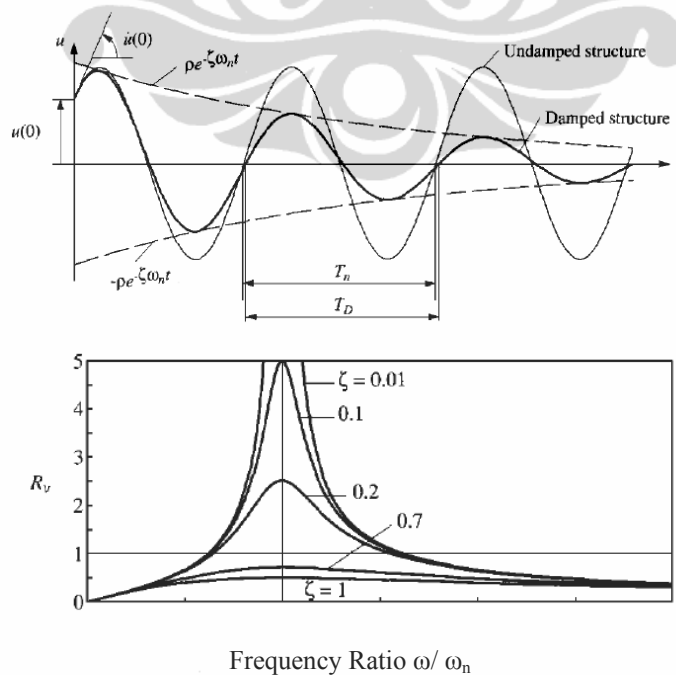 u
u̇(0)
ρe^-ζω_n t
Undamped structure
Damped structure
u(0)
-ρe^-ζω_n t
T_n
T_D
5
4
3
2
1
0
R_v
ζ = 0.01
0.1
0.2
0.7
ζ = 1
Frequency Ratio ω/ ω_n